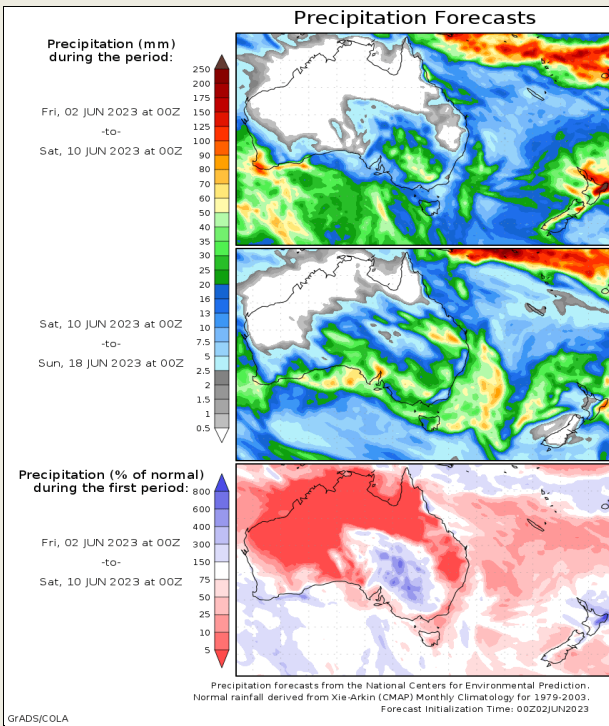 Precipitation Forecasts
Precipitation (mm)
during the period:
Fri, 02 JUN 2023 at 00Z
-to-
Sat, 10 JUN 2023 at 00Z
250
200
175
150
125
100
90
80
70
60
50
40
35
30
25
20
16
13
10
7.5
5
2.5
2
1.5
1
0.5
Sat, 10 JUN 2023 at 00Z
-to-
Sun, 18 JUN 2023 at 00Z
Precipitation (% of normal)
during the first period:
Fri, 02 JUN 2023 at 00Z
-to-
Sat, 10 JUN 2023 at 00Z
800
600
400
300
150
75
50
25
10
5
Precipitation forecasts from the National Centers for Environmental Prediction.
Normal rainfall derived from Xie-Arkin (CMAP) Monthly Climatology for 1979-2003.
Forecast Initialization Time: 00Z02JUN2023
GrADS/COLA